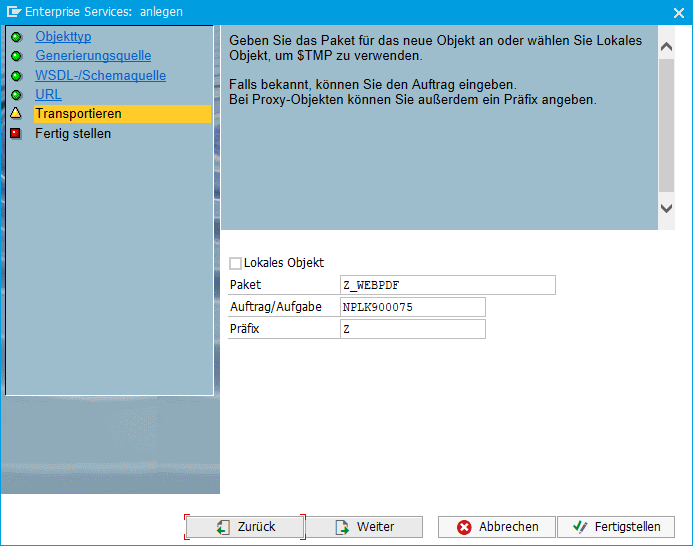 Enterprise Services: anlegen
Objekttyp
Generierungsquelle
WSDL-/Schemaquelle
URL
Transportieren
Fertig stellen
Geben Sie das Paket für das neue Objekt an oder wählen Sie Lokales
Objekt, um $TMP zu verwenden.
Falls bekannt, können Sie den Auftrag eingeben.
Bei Proxy-Objekten können Sie außerdem ein Präfix angeben.
Lokales Objekt
Paket Z_WEBPDF
Auftrag/Aufgabe NPLK900075
Präfix Z
Zurück Weiter Abbrechen Fertigstellen